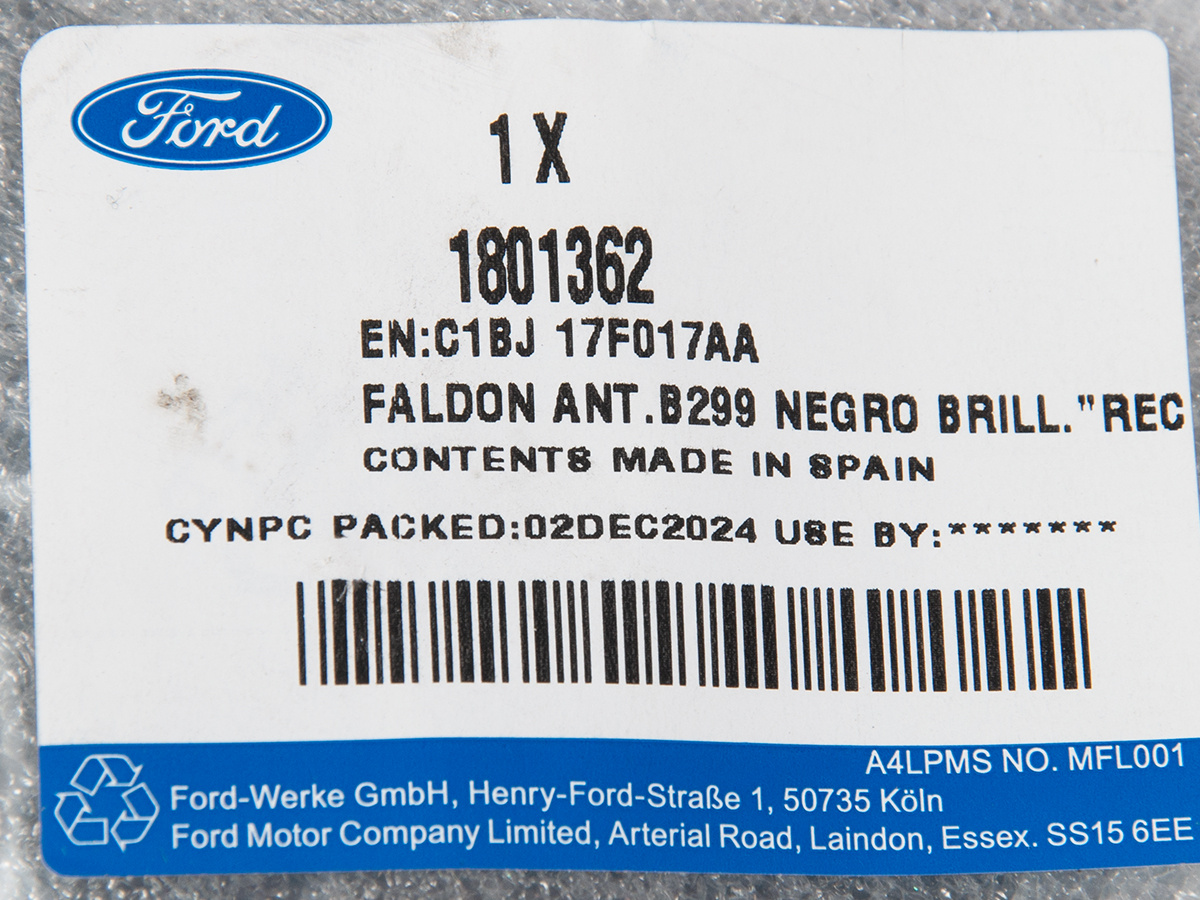 Ford
1 X
1801362
EN:C1BJ 17F017AA
FALDON ANT.B299 NEGRO BRILL."REC
CONTENTS MADE IN SPAIN
CYNPC PACKED:02DEC2024 USE BY:*******
A4LPMS NO. MFL001
Ford-Werke GmbH, Henry-Ford-Straße 1, 50735 Köln
Ford Motor Company Limited, Arterial Road, Laindon, Essex. SS15 6EE